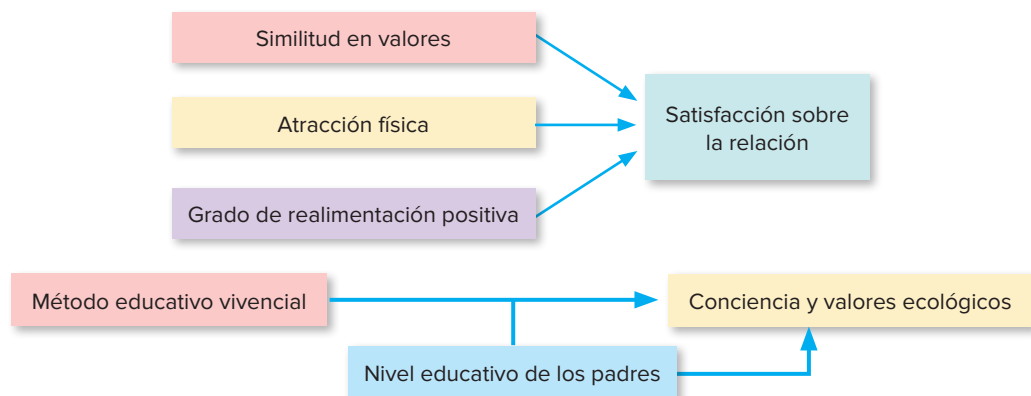 Similitud en valores
Atracción física
Grado de realimentación positiva
Satisfacción sobre
la relación
Método educativo vivencial
Conciencia y valores ecológicos
Nivel educativo de los padres